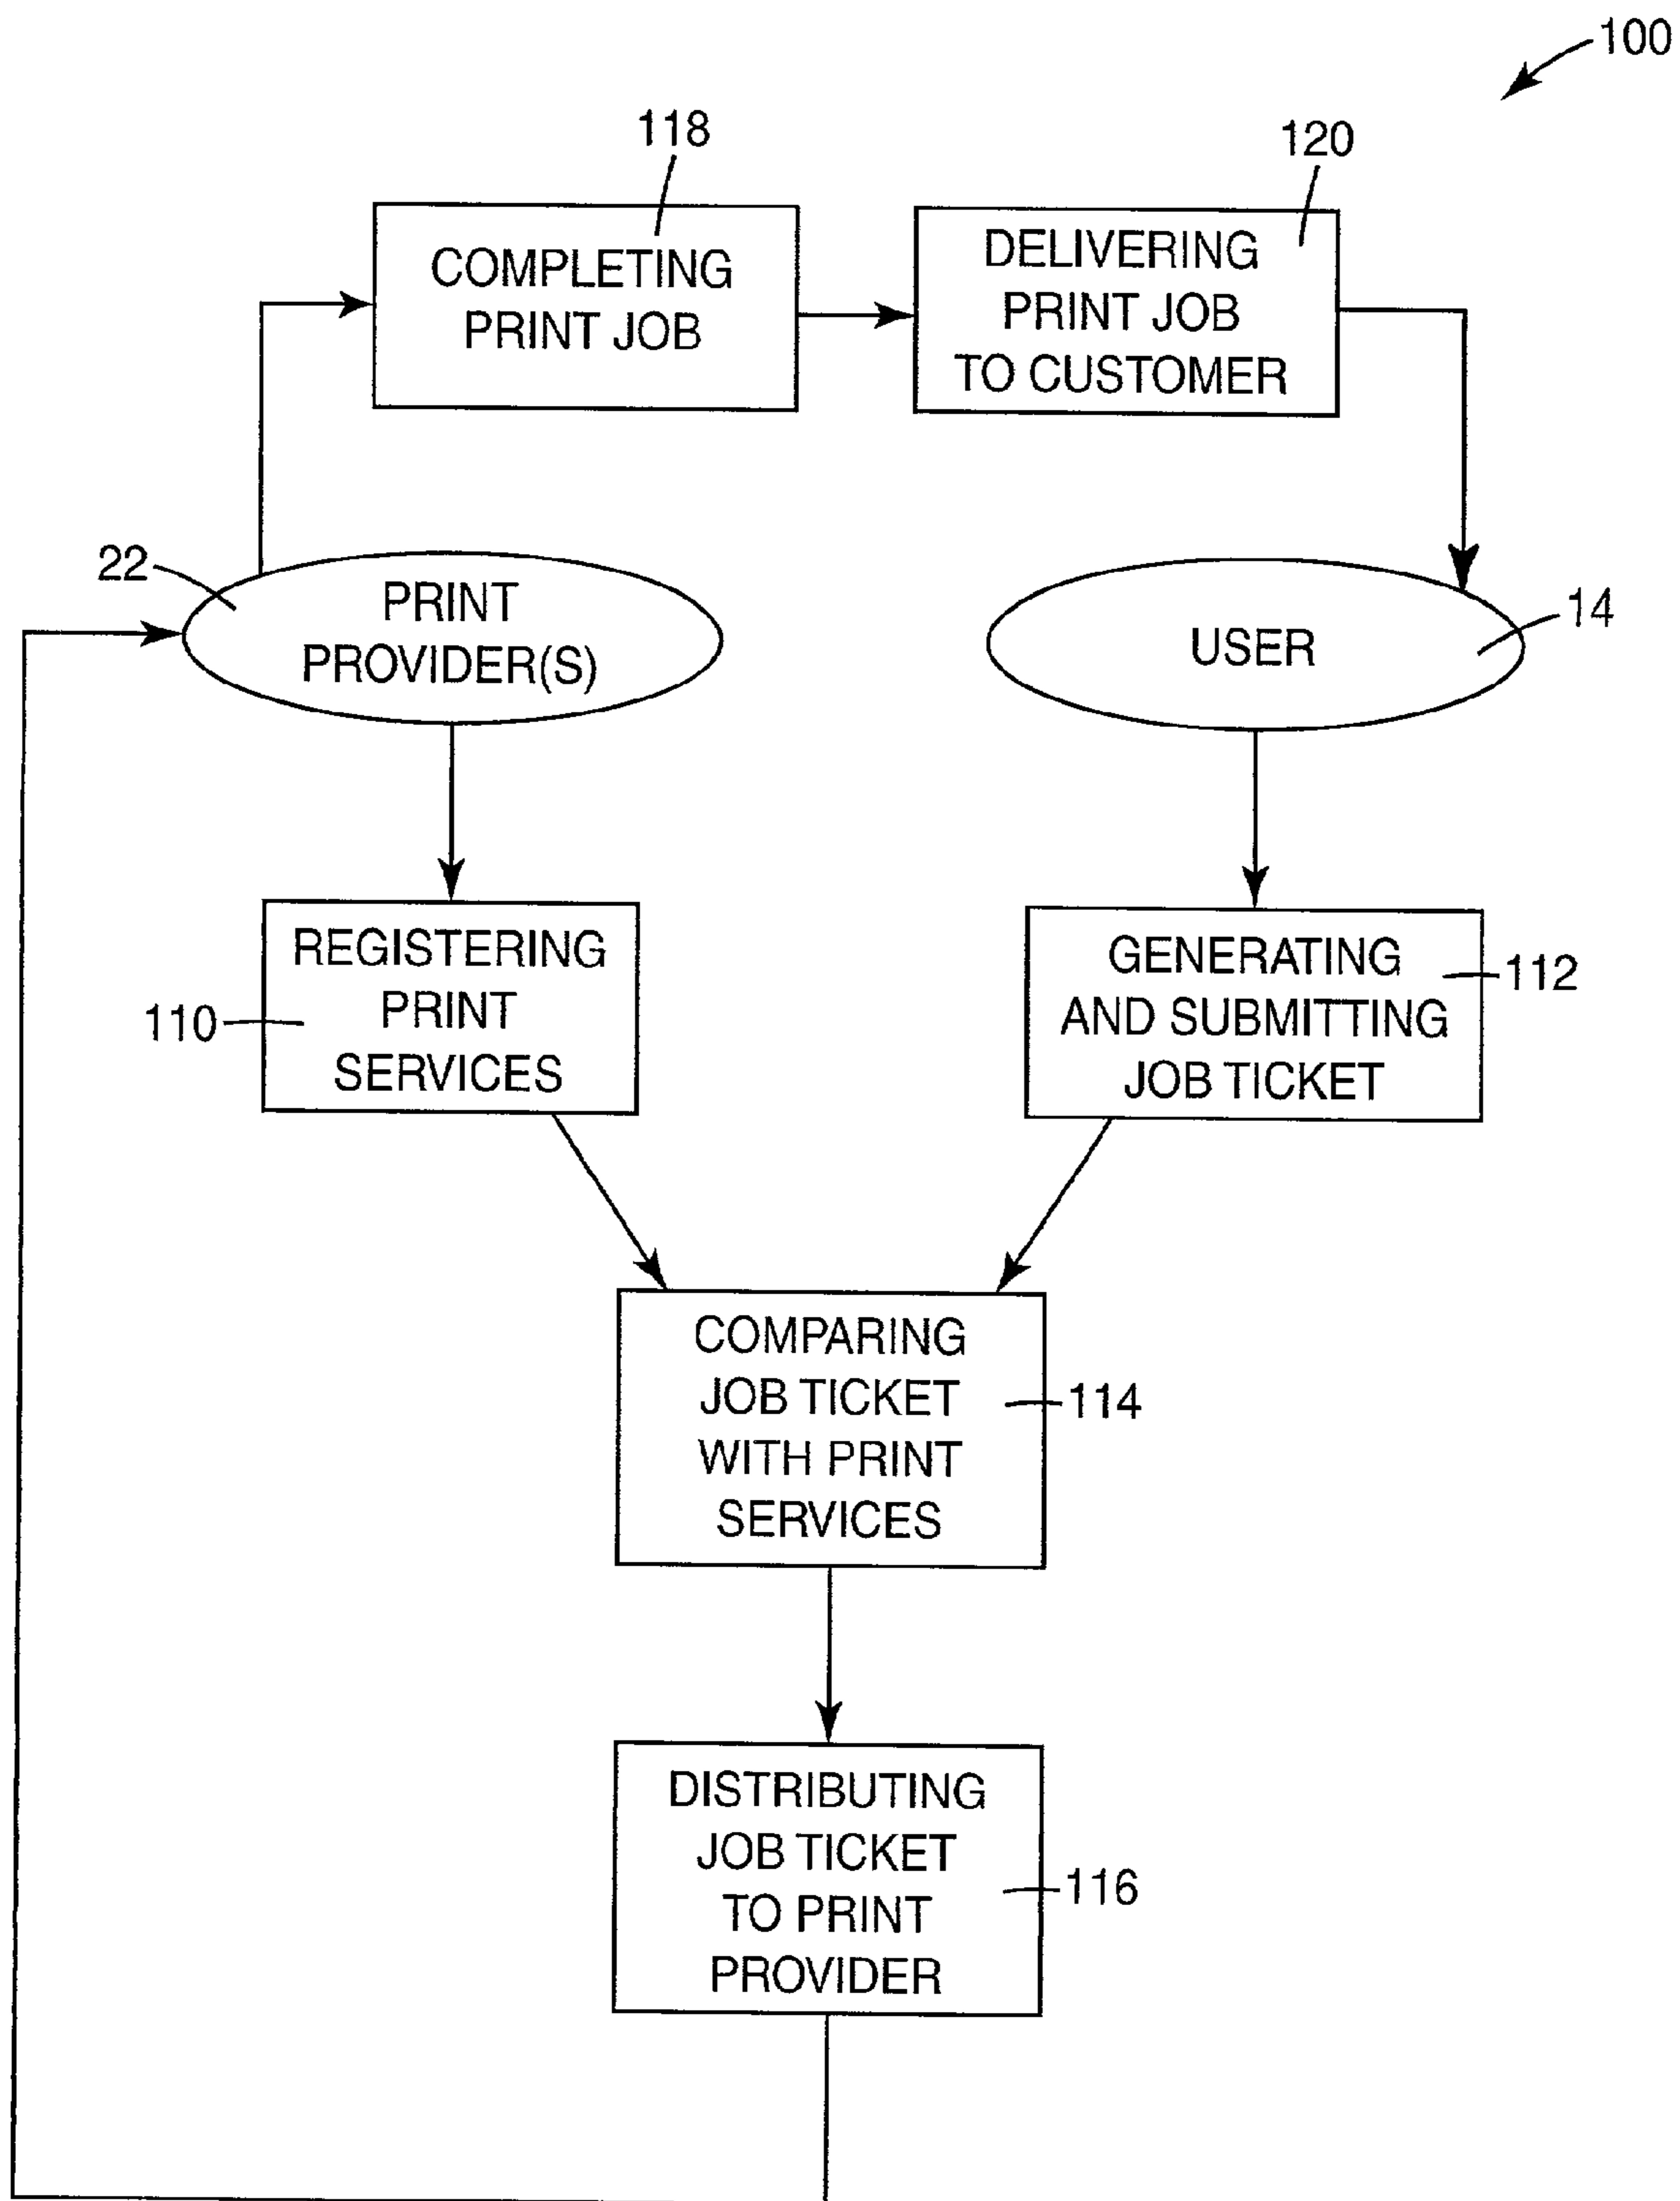 100
118
120
COMPLETING
PRINT JOB
DELIVERING
PRINT JOB
TO CUSTOMER
22
PRINT
PROVIDER(S)
USER
14
REGISTERING
PRINT
SERVICES
110
GENERATING
AND SUBMITTING
JOB TICKET
112
COMPARING
JOB TICKET
WITH PRINT
SERVICES
114
DISTRIBUTING
JOB TICKET
TO PRINT
PROVIDER
116